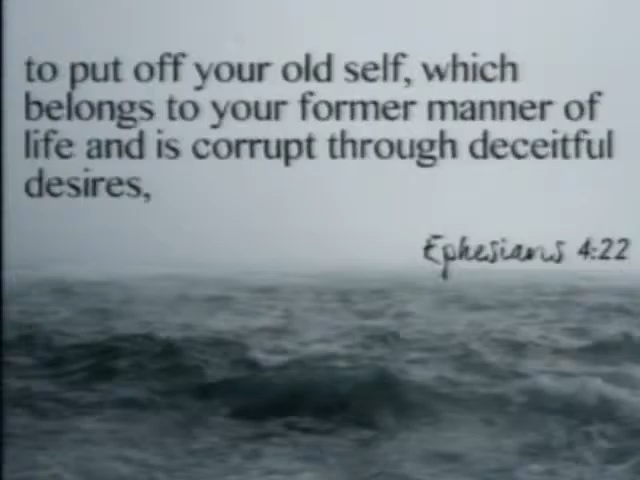 to put off your old self, which
belongs to your former manner of
life and is corrupt through deceitful
desires,
Ephesians 4:22